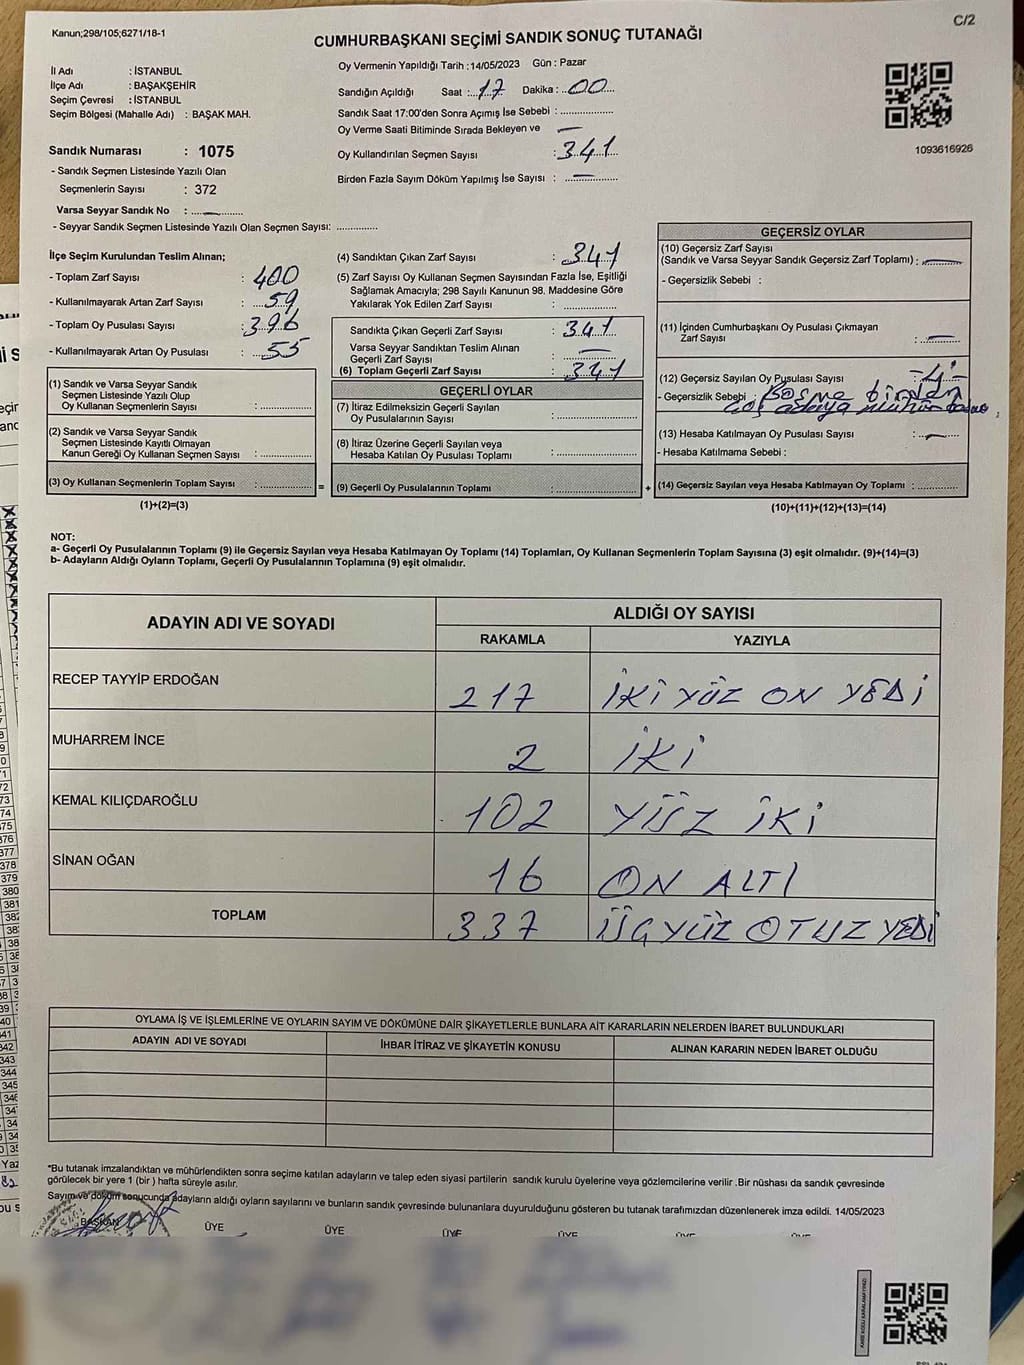 Kanun;298/105;6271/18-1
C/2
CUMHURBAŞKANI SEÇİMİ SANDIK SONUÇ TUTANAĞI
İl Adı : İSTANBUL
İlçe Adı : BAŞAKŞEHİR
Seçim Çevresi : İSTANBUL
Seçim Bölgesi (Mahalle Adı) : BAŞAK MAH.
Sandık Numarası : 1075
- Sandık Seçmen Listesinde Yazılı Olan
Seçmenlerin Sayısı : 372
Varsa Seyyar Sandık No :
- Seyyar Sandık Seçmen Listesinde Yazılı Olan Seçmen Sayısı: ..............
Oy Vermenin Yapıldığı Tarih :14/05/2023 Gün : Pazar
Sandığın Açıldığı Saat : 17 Dakika : 00
Sandık Saat 17:00'den Sonra Açımış İse Sebebi : ..................
Oy Verme Saati Bitiminde Sırada Bekleyen ve
Oy Kullandırılan Seçmen Sayısı : 341
Birden Fazla Sayım Döküm Yapılmış İse Sayısı :
1093616926
İlçe Seçim Kurulundan Teslim Alınan;
- Toplam Zarf Sayısı : 400
- Kullanılmayarak Artan Zarf Sayısı : 59
- Toplam Oy Pusulası Sayısı : 396
- Kullanılmayarak Artan Oy Pusulası : 55
(1) Sandık ve Varsa Seyyar Sandık
Seçmen Listesinde Yazılı Olup
Oy Kullanan Seçmenlerin Sayısı : ..................
(2) Sandık ve Varsa Seyyar Sandık
Seçmen Listesinde Kayıtlı Olmayan
Kanun Gereği Oy Kullanan Seçmen Sayısı : ..................
(3) Oy Kullanan Seçmenlerin Toplam Sayısı : ..................
(1)+(2)=(3)
(4) Sandıktan Çıkan Zarf Sayısı : 341
(5) Zarf Sayısı Oy Kullanan Seçmen Sayısından Fazla İse, Eşitliği
Sağlamak Amacıyla; 298 Sayılı Kanunun 98. Maddesine Göre
Yakılarak Yok Edilen Zarf Sayısı : ..................
Sandıkta Çıkan Geçerli Zarf Sayısı : 341
Varsa Seyyar Sandıktan Teslim Alınan
Geçerli Zarf Sayısı :
(6) Toplam Geçerli Zarf Sayısı : 341
GEÇERLİ OYLAR
(7) İtiraz Edilmeksizin Geçerli Sayılan
Oy Pusulalarının Sayısı : ..................
(8) İtiraz Üzerine Geçerli Sayılan veya
Hesaba Katılan Oy Pusulası Toplamı : ..................
= (9) Geçerli Oy Pusulalarının Toplamı : ..................
GEÇERSİZ OYLAR
(10) Geçersiz Zarf Sayısı
(Sandık ve Varsa Seyyar Sandık Geçersiz Zarf Toplamı) :
- Geçersizlik Sebebi :
(11) İçinden Cumhurbaşkanı Oy Pusulası Çıkmayan
Zarf Sayısı :
(12) Geçersiz Sayılan Oy Pusulası Sayısı : -4-
- Geçersizlik Sebebi : Boş ve birden
adaya mühür
(13) Hesaba Katılmayan Oy Pusulası Sayısı :
- Hesaba Katılmama Sebebi :
+ (14) Geçersiz Sayılan veya Hesaba Katılmayan Oy Toplamı : ..............
(10)+(11)+(12)+(13)=(14)
NOT:
a- Geçerli Oy Pusulalarının Toplamı (9) ile Geçersiz Sayılan veya Hesaba Katılmayan Oy Toplamı (14) Toplamları, Oy Kullanan Seçmenlerin Toplam Sayısına (3) eşit olmalıdır. (9)+(14)=(3)
b- Adayların Aldığı Oyların Toplamı, Geçerli Oy Pusulalarının Toplamına (9) eşit olmalıdır.
ADAYIN ADI VE SOYADI ALDIĞI OY SAYISI
RAKAMLA YAZIYLA
RECEP TAYYİP ERDOĞAN 217 İKİ YÜZ ON YEDİ
MUHARREM İNCE 2 İKİ
KEMAL KILIÇDAROĞLU 102 YÜZ İKİ
SİNAN OĞAN 16 ON ALTI
TOPLAM 337 ÜÇ YÜZ OTUZ YEDİ
OYLAMA İŞ VE İŞLEMLERİNE VE OYLARIN SAYIM VE DÖKÜMÜNE DAİR ŞİKAYETLERLE BUNLARA AİT KARARLARIN NELERDEN İBARET BULUNDUKLARI
ADAYIN ADI VE SOYADI İHBAR İTİRAZ VE ŞİKAYETİN KONUSU ALINAN KARARIN NEDEN İBARET OLDUĞU
*Bu tutanak imzalandıktan ve mühürlendikten sonra seçime katılan adayların ve talep eden siyasi partilerin sandık kurulu üyelerine veya gözlemcilerine verilir .Bir nüshası da sandık çevresinde
görülecek bir yere 1 (bir ) hafta süreyle asılır.
Sayım ve döküm sonucunda adayların aldığı oyların sayılarını ve bunların sandık çevresinde bulunanlara duyurulduğunu gösteren bu tutanak tarafımızdan düzenlenerek imza edildi. 14/05/2023
BAŞKAN ÜYE ÜYE ÜYE ÜYE ÜYE ÜYE